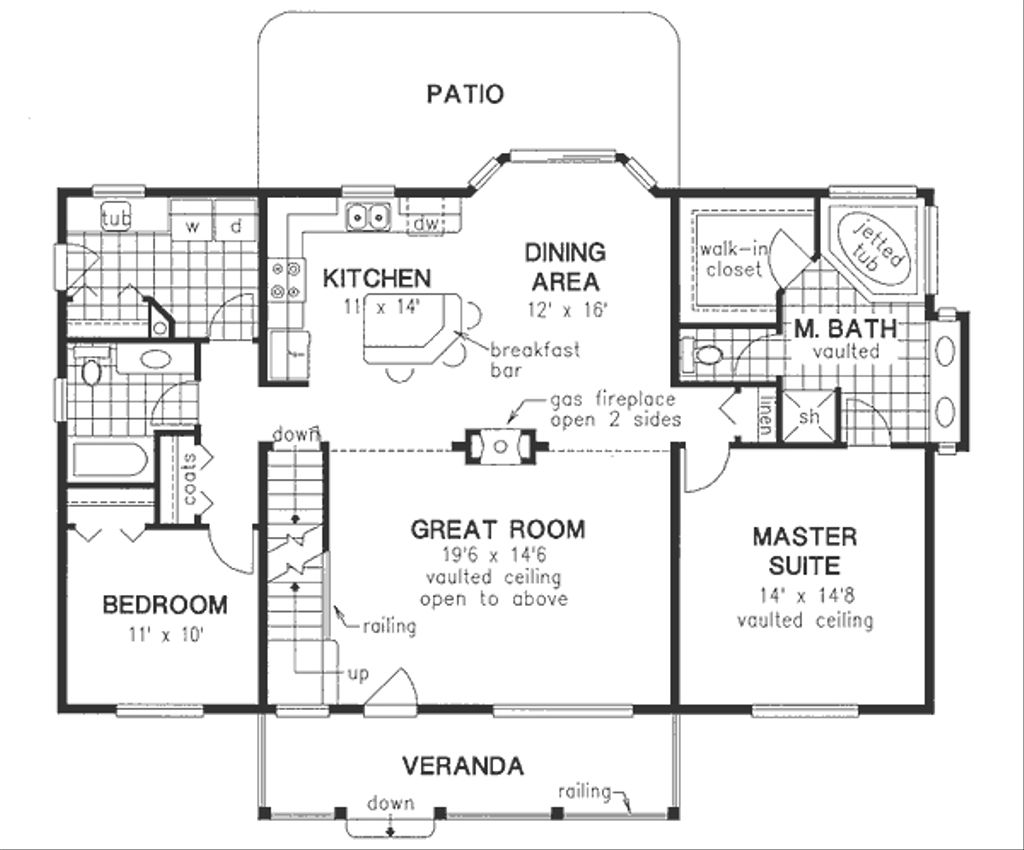 PATIO
tub
w
d
dw
KITCHEN
11' x 14'
DINING
AREA
12' x 16'
walk-in
closet
jetted
tub
M. BATH
vaulted
breakfast
bar
gas fireplace
open 2 sides
linen
sh
down
coats
GREAT ROOM
19'6 x 14'6
vaulted ceiling
open to above
MASTER
SUITE
14' x 14'8
vaulted ceiling
BEDROOM
11' x 10'
railing
up
VERANDA
railing
down